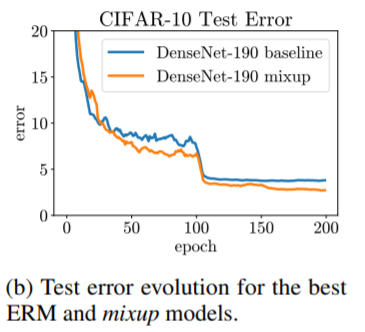 CIFAR-10 Test Error
20
DenseNet-190 baseline
DenseNet-190 mixup
15
10
5
0
error
0 50 100 150 200
epoch
(b) Test error evolution for the best
ERM and mixup models.